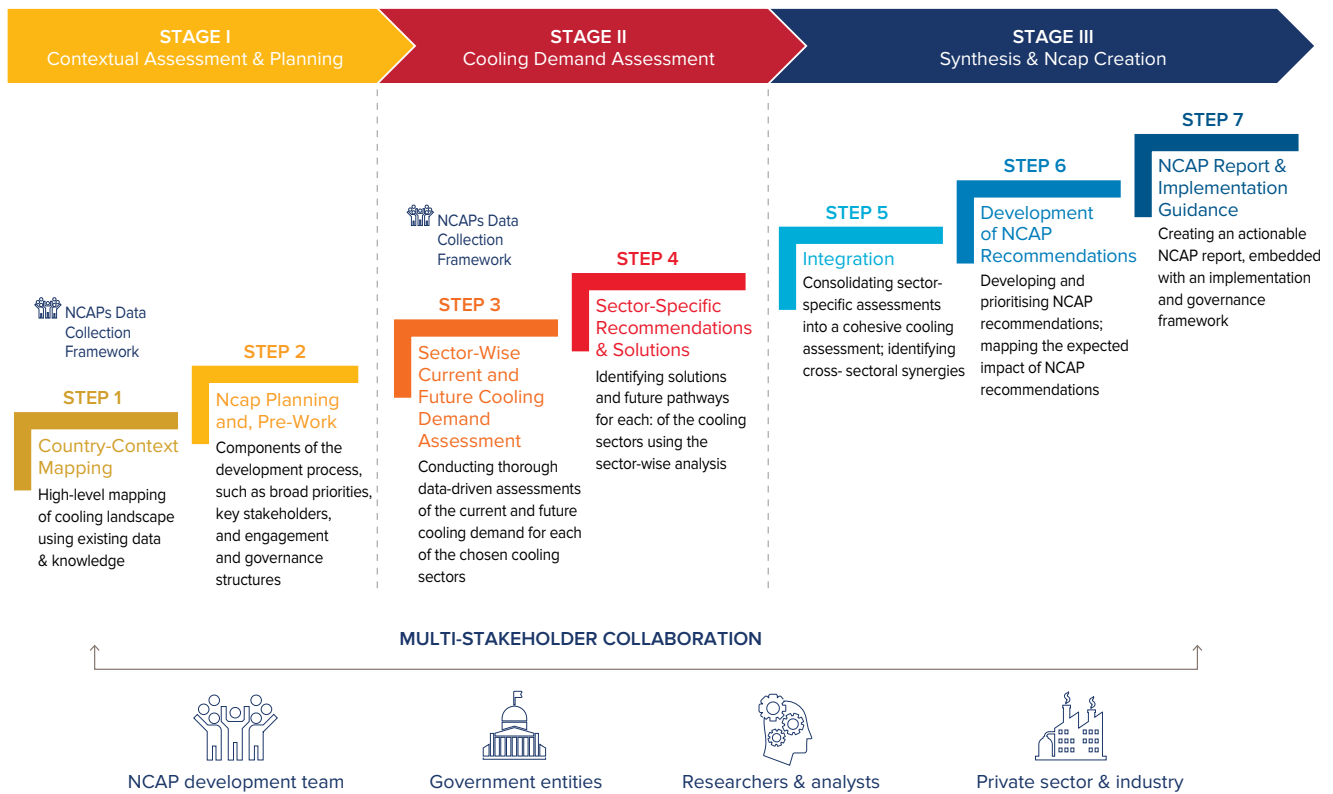 STAGE I
Contextual Assessment & Planning
STAGE II
Cooling Demand Assessment
STAGE III
Synthesis & Ncap Creation
NCAPs Data
Collection
Framework
STEP 1
Country-Context
Mapping
High-level mapping
of cooling landscape
using existing data
& knowledge
STEP 2
Ncap Planning
and, Pre-Work
Components of the
development process,
such as broad priorities,
key stakeholders,
and engagement
and governance
structures
NCAPs Data
Collection
Framework
STEP 3
Sector-Wise
Current and
Future Cooling
Demand
Assessment
Conducting thorough
data-driven assessments
of the current and future
cooling demand for each
of the chosen cooling
sectors
STEP 4
Sector-Specific
Recommendations
& Solutions
Identifying solutions
and future pathways
for each: of the cooling
sectors using the
sector-wise analysis
STEP 5
Integration
Consolidating sector-
specific assessments
into a cohesive cooling
assessment; identifying
cross- sectoral synergies
STEP 6
Development
of NCAP
Recommendations
Developing and
prioritising NCAP
recommendations;
mapping the expected
impact of NCAP
recommendations
STEP 7
NCAP Report &
Implementation
Guidance
Creating an actionable
NCAP report, embedded
with an implementation
and governance
framework
MULTI-STAKEHOLDER COLLABORATION
NCAP development team
Government entities
Researchers & analysts
Private sector & industry